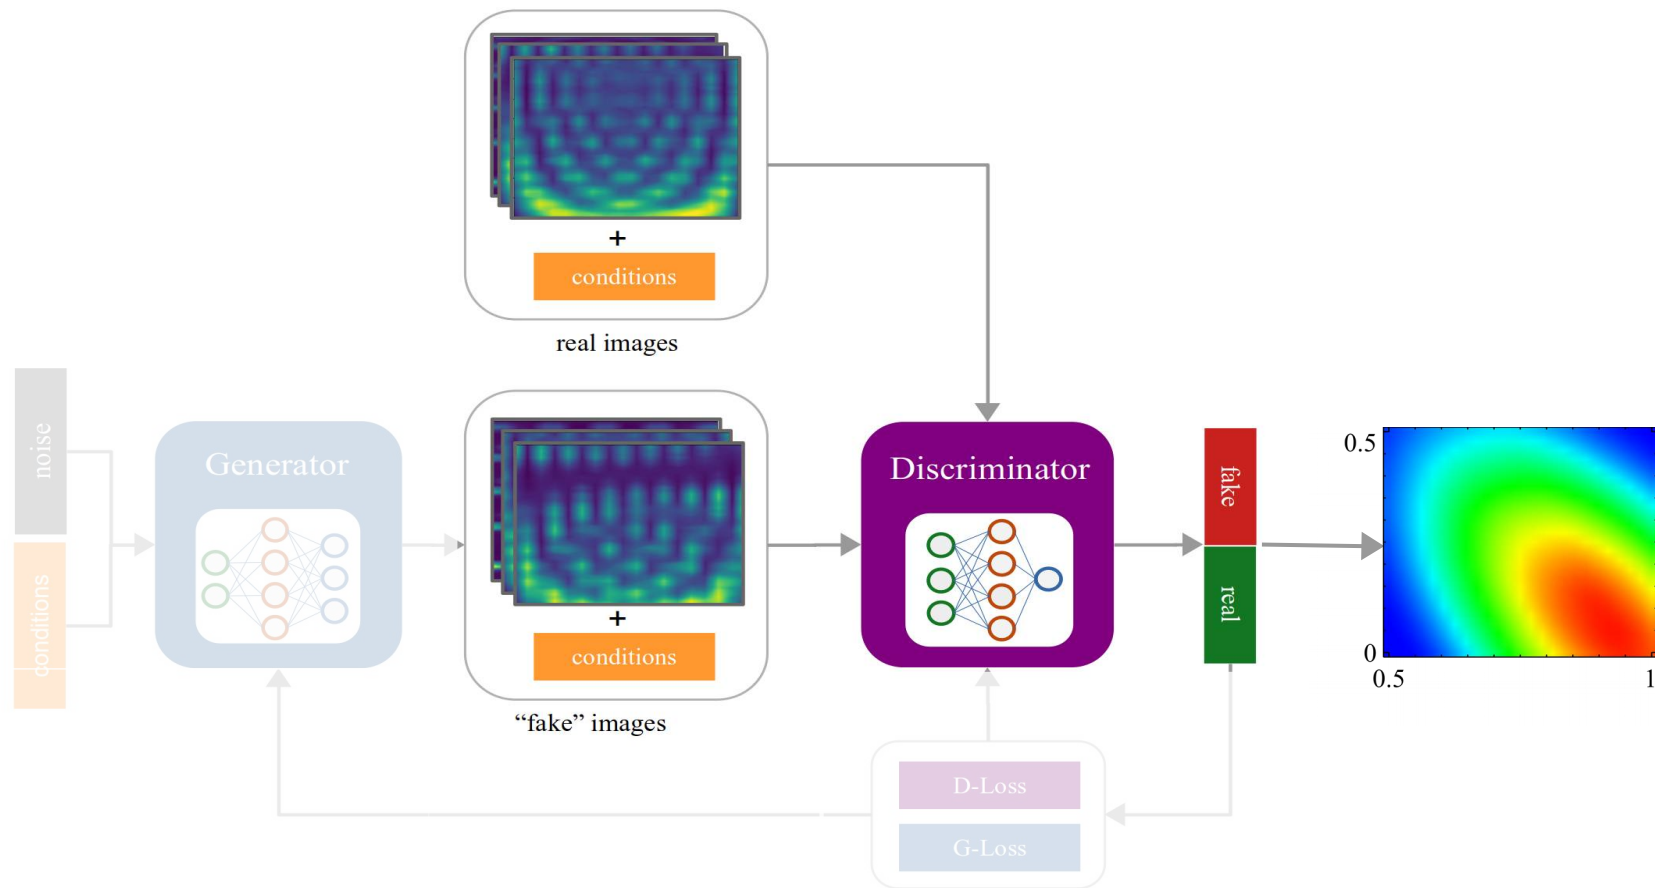 +
conditions
real images
noise
conditions
Generator
+
conditions
“fake” images
Discriminator
fake
real
0.5
0
0.5
1
D-Loss
G-Loss